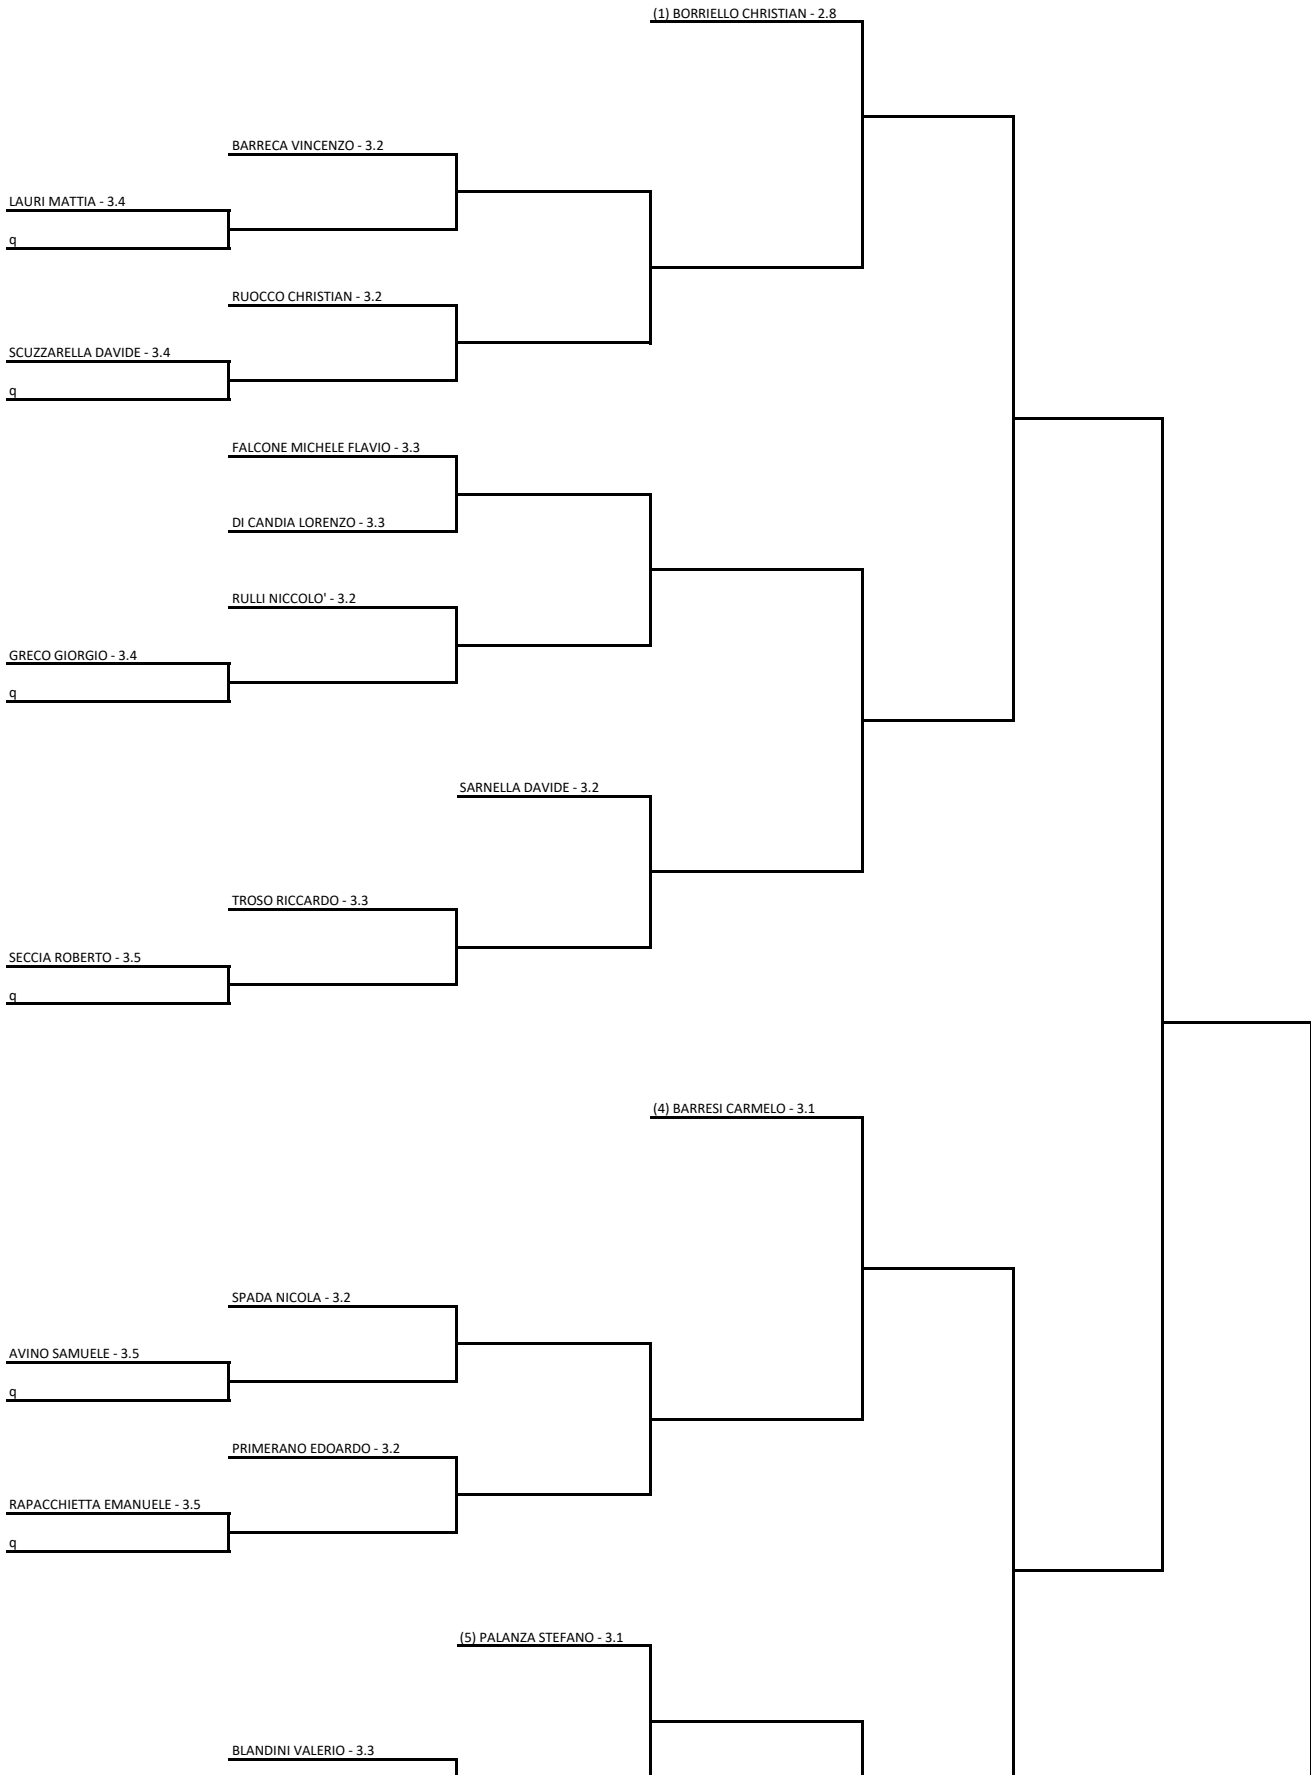 (1) BORRIELLO CHRISTIAN - 2.8
BARRECA VINCENZO - 3.2
LAURI MATTIA - 3.4
q
RUOCCO CHRISTIAN - 3.2
SCUZZARELLA DAVIDE - 3.4
q
FALCONE MICHELE FLAVIO - 3.3
DI CANDIA LORENZO - 3.3
RULLI NICCOLO' - 3.2
GRECO GIORGIO - 3.4
q
SARNELLA DAVIDE - 3.2
TROSO RICCARDO - 3.3
SECCIA ROBERTO - 3.5
q
(4) BARRESI CARMELO - 3.1
SPADA NICOLA - 3.2
AVINO SAMUELE - 3.5
q
PRIMERANO EDOARDO - 3.2
RAPACCHIETTA EMANUELE - 3.5
q
(5) PALANZA STEFANO - 3.1
BLANDINI VALERIO - 3.3